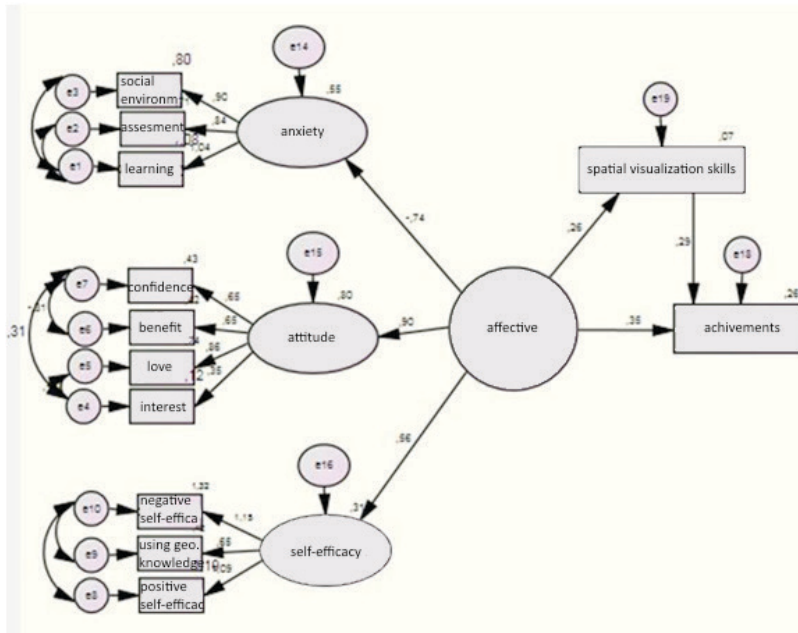 e14
,80
,55
e3
social
environm
,90
e2
assesment
,84
anxiety
1,04
e1
learning
e19
,07
spatial visualization skills
-,74
,26
,29
e15
e18
,43
,80
,26
e7
confidence
,65
e6
benefit
,65
attitude
,90
affective
,35
achivements
,31
e5
love
,86
,12
,35
e4
interest
,56
e16
1,32
,31
e10
negative
self-effica
1,15
e9
using geo.
knowledge
,65
self-efficacy
e8
positive
self-efficac